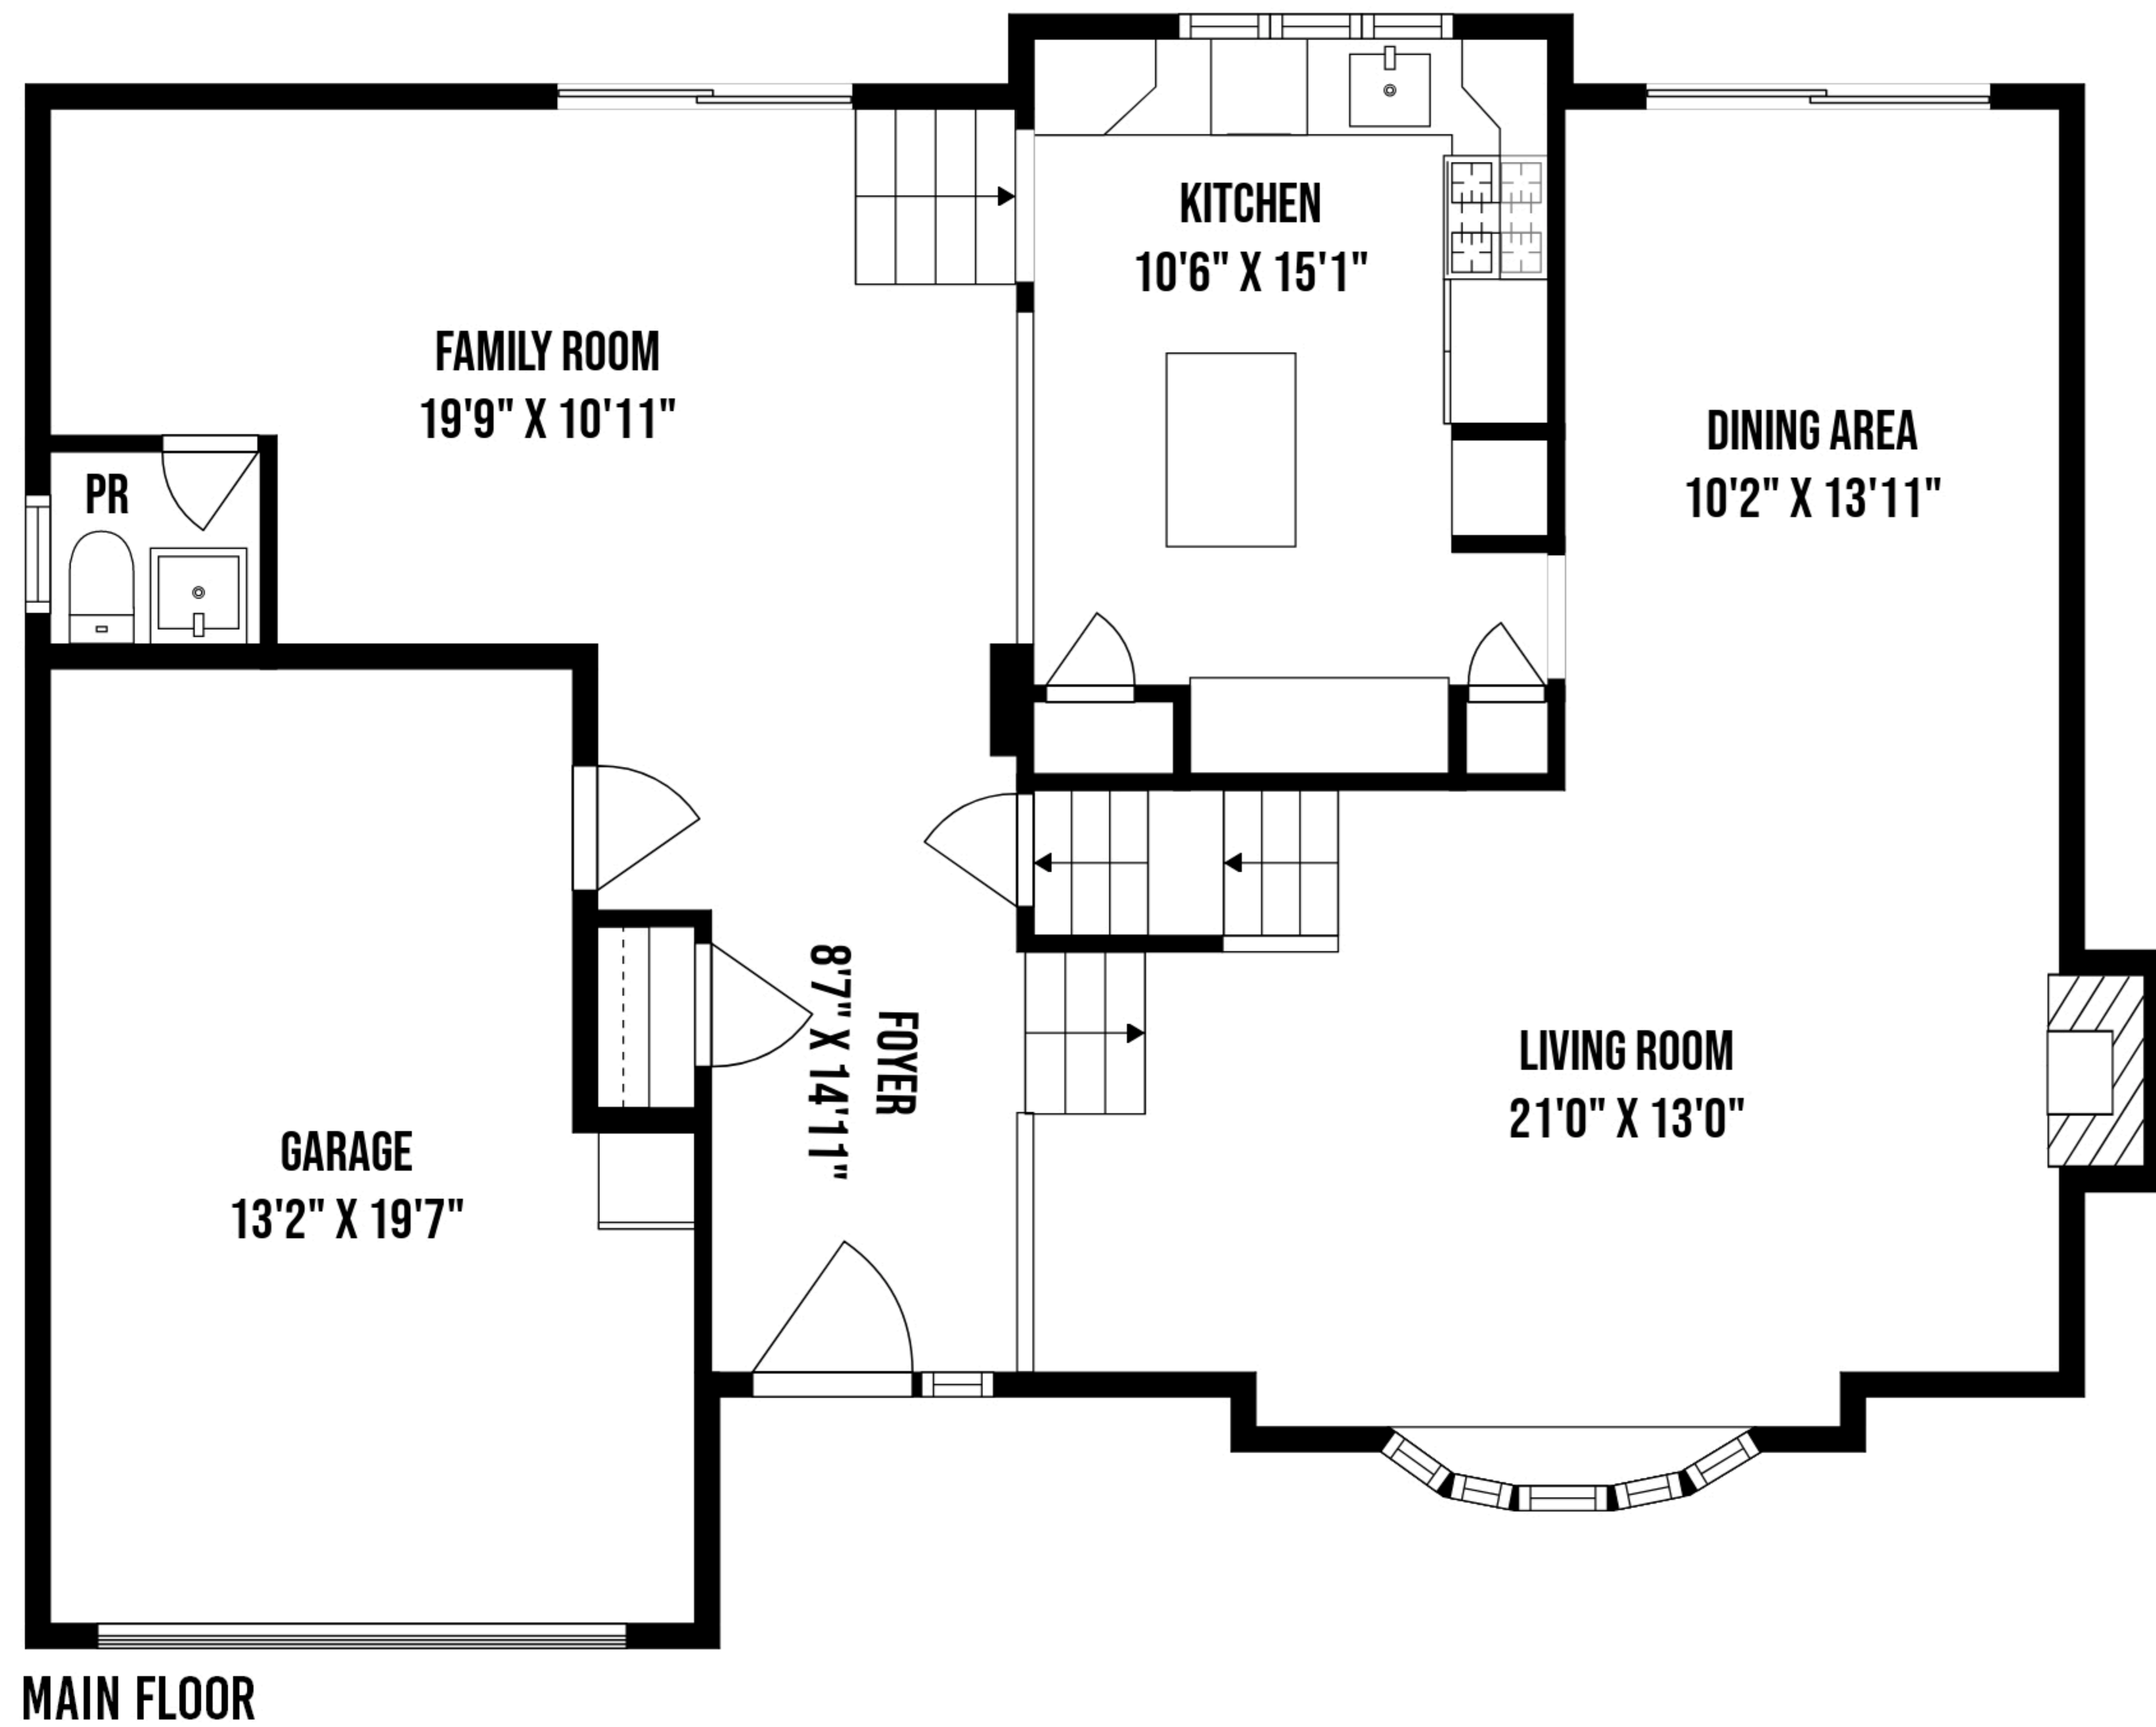 KITCHEN
10'6" X 15'1"
FAMILY ROOM
19'9" X 10'11"
DINING AREA
10'2" X 13'11"
PR
FOYER
8'7" X 14'11"
LIVING ROOM
21'0" X 13'0"
GARAGE
13'2" X 19'7"
MAIN FLOOR